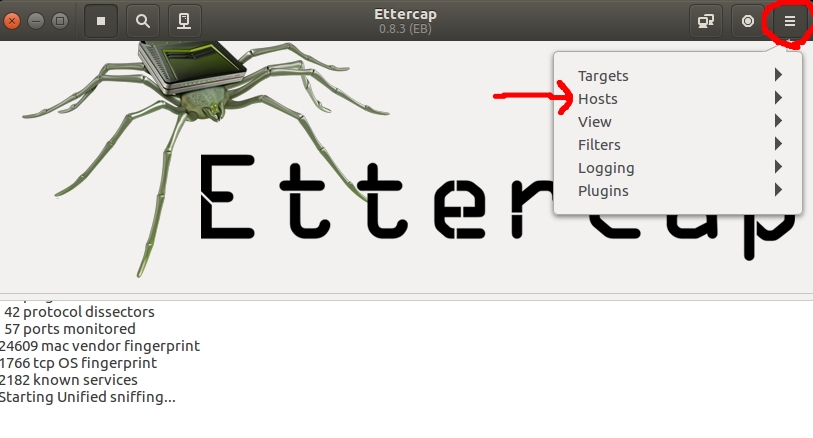 Ettercap
0.8.3 (EB)
Targets
Hosts
View
Filters
Logging
Plugins
Ettercap
42 protocol dissectors
57 ports monitored
24609 mac vendor fingerprint
1766 tcp OS fingerprint
2182 known services
Starting Unified sniffing...